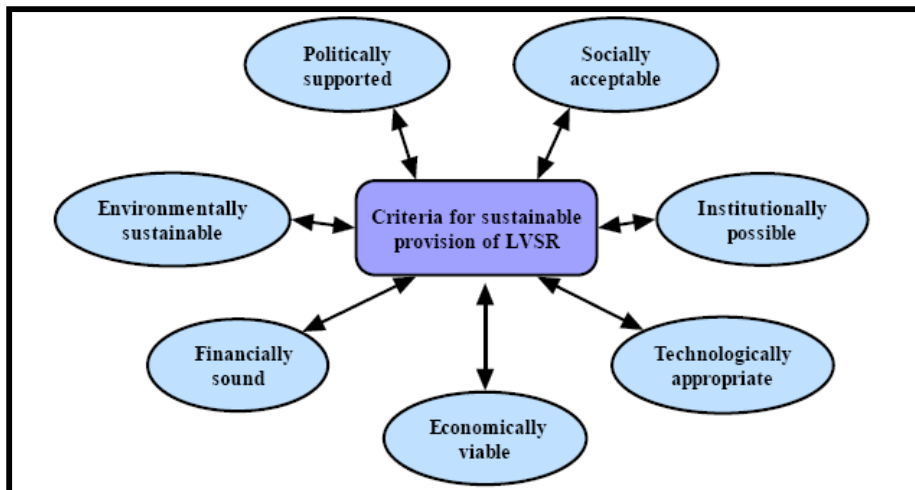 Politically
supported
Socially
acceptable
Environmentally
sustainable
Criteria for sustainable
provision of LVSR
Institutionally
possible
Financially
sound
Technologically
appropriate
Economically
viable